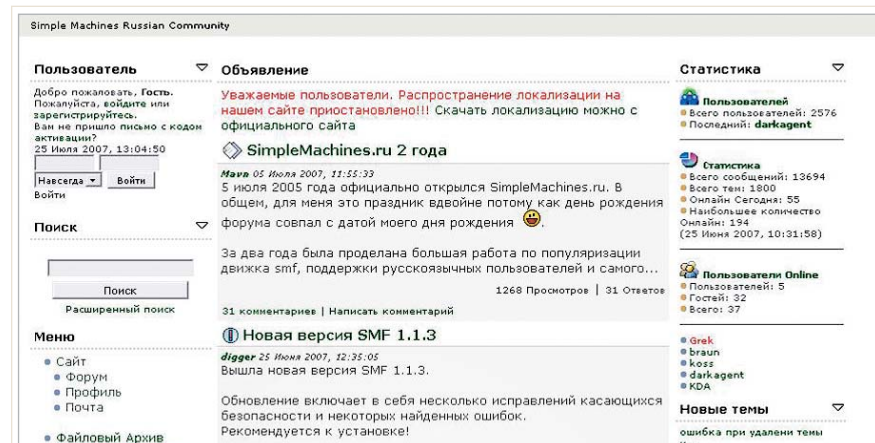 Simple Machines Russian Community
Пользователь
Добро пожаловать, Гость.
Пожалуйста, войдите или
зарегистрируйтесь.
Вам не пришло письмо с кодом
активации?
25 Июля 2007, 13:04:50
Навсегда Войти
Войти
Поиск
Поиск
Расширенный поиск
Меню
Сайт
Форум
Профиль
Почта
Файловый Архив
Объявление
Уважаемые пользователи. Распространение локализации на
нашем сайте приостановлено!!! Скачать локализацию можно с
официального сайта
SimpleMachines.ru 2 года
Mavn 05 Июля 2007, 11:55:33
5 июля 2005 года официально открылся SimpleMachines.ru. В
общем, для меня это праздник вдвойне потому как день рождения
форума совпал с датой моего дня рождения
За два года была проделана большая работа по популяризации
движка smf, поддержки русскоязычных пользователей и самого...
1268 Просмотров | 31 Ответов
31 комментариев | Написать комментарий
Новая версия SMF 1.1.3
digger 25 Июня 2007, 12:35:05
Вышла новая версия SMF 1.1.3.
Обновление включает в себя несколько исправлений касающихся
безопасности и некоторых найденных ошибок.
Рекомендуется к установке!
Статистика
Пользователей
Всего пользователей: 2576
Последний: darkagent
Статистика
Всего сообщений: 13694
Всего тем: 1800
Онлайн Сегодня: 55
Наибольшее количество
Онлайн: 194
(25 Июня 2007, 10:31:58)
Пользователи Online
Пользователей: 5
Гостей: 32
Всего: 37
Grek
braun
koss
darkagent
KDA
Новые темы
ошибка при удалени темы